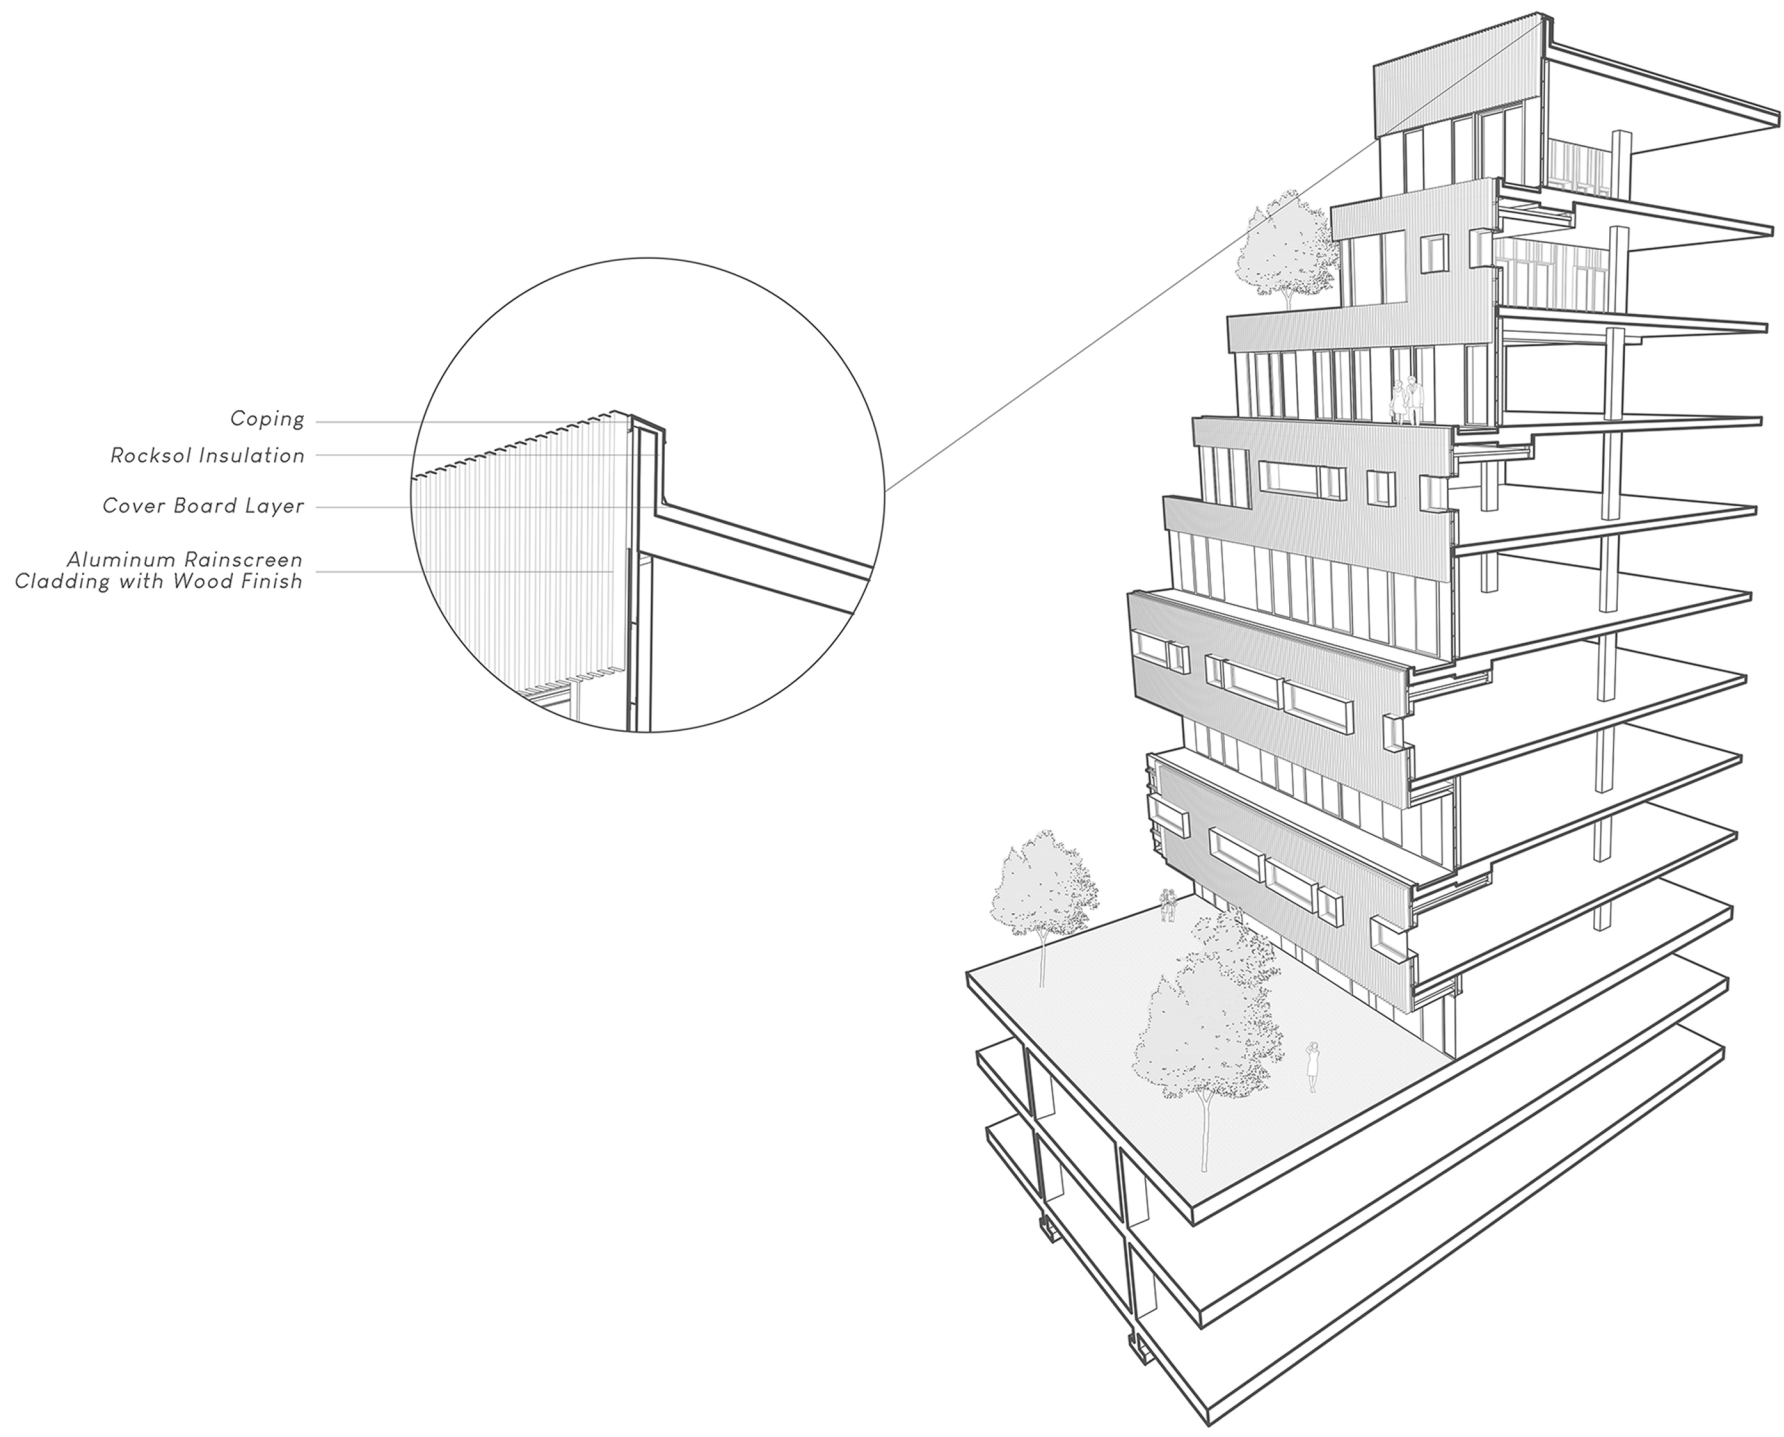 Coping
Rocksol Insulation
Cover Board Layer
Aluminum Rainscreen
Cladding with Wood Finish